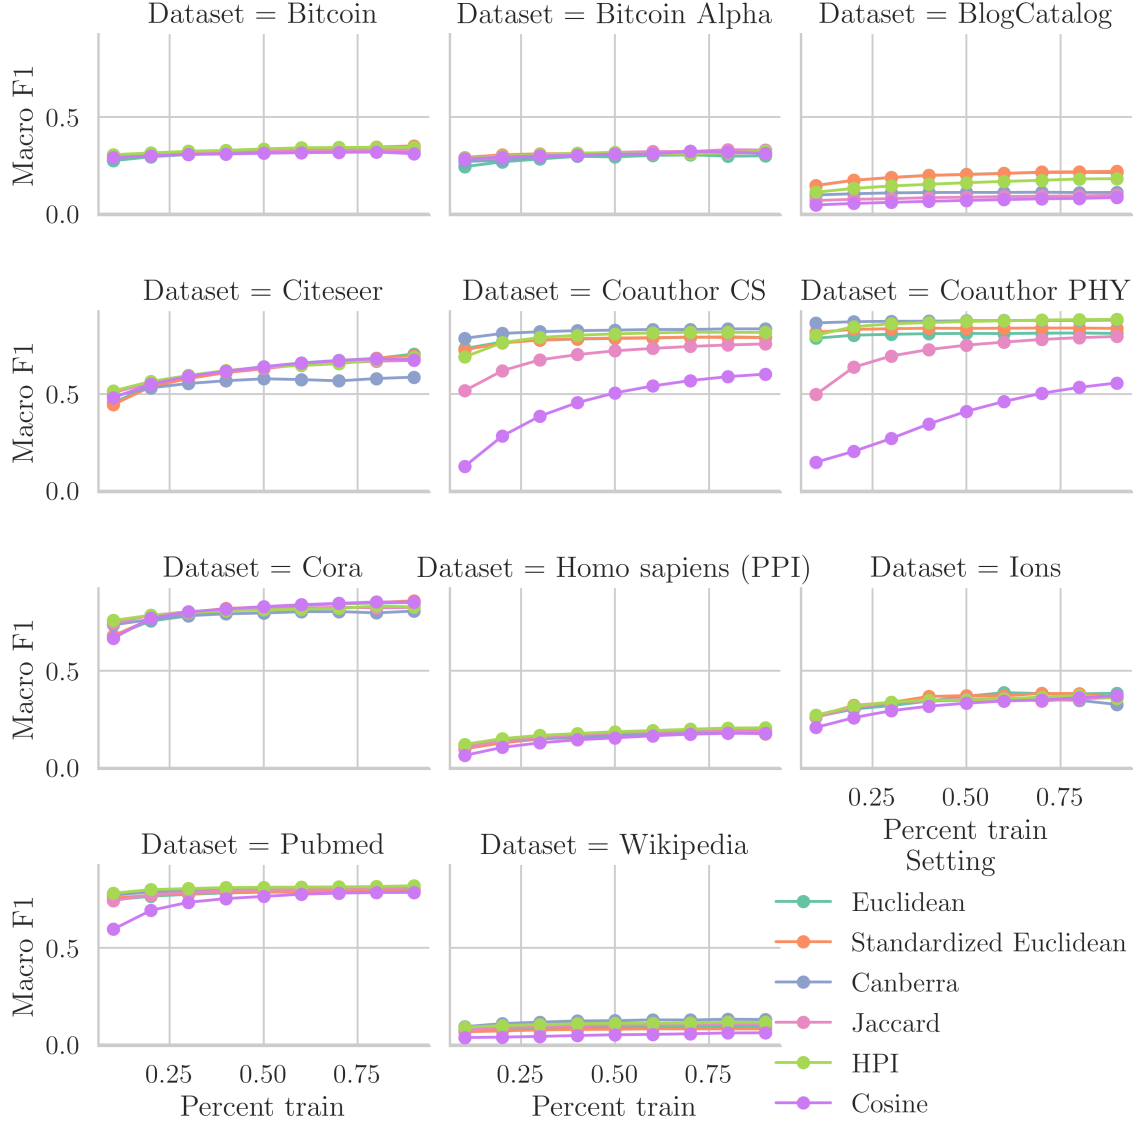 Dataset = Bitcoin
Dataset = Bitcoin Alpha
Dataset = BlogCatalog
Macro F1
0.5
0.0
Dataset = Citeseer
Dataset = Coauthor CS
Dataset = Coauthor PHY
Macro F1
0.5
0.0
Dataset = Cora
Dataset = Homo sapiens (PPI)
Dataset = Ions
Macro F1
0.5
0.0
0.25 0.50 0.75
Percent train
Dataset = Pubmed
Dataset = Wikipedia
Macro F1
0.5
0.0
0.25 0.50 0.75
Percent train
0.25 0.50 0.75
Percent train
Setting
Euclidean
Standardized Euclidean
Canberra
Jaccard
HPI
Cosine